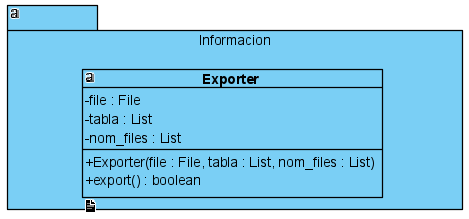 a
Informacion
a
Exporter
-file : File
-tabla : List
-nom_files : List
+Exporter(file : File, tabla : List, nom_files : List)
+export() : boolean